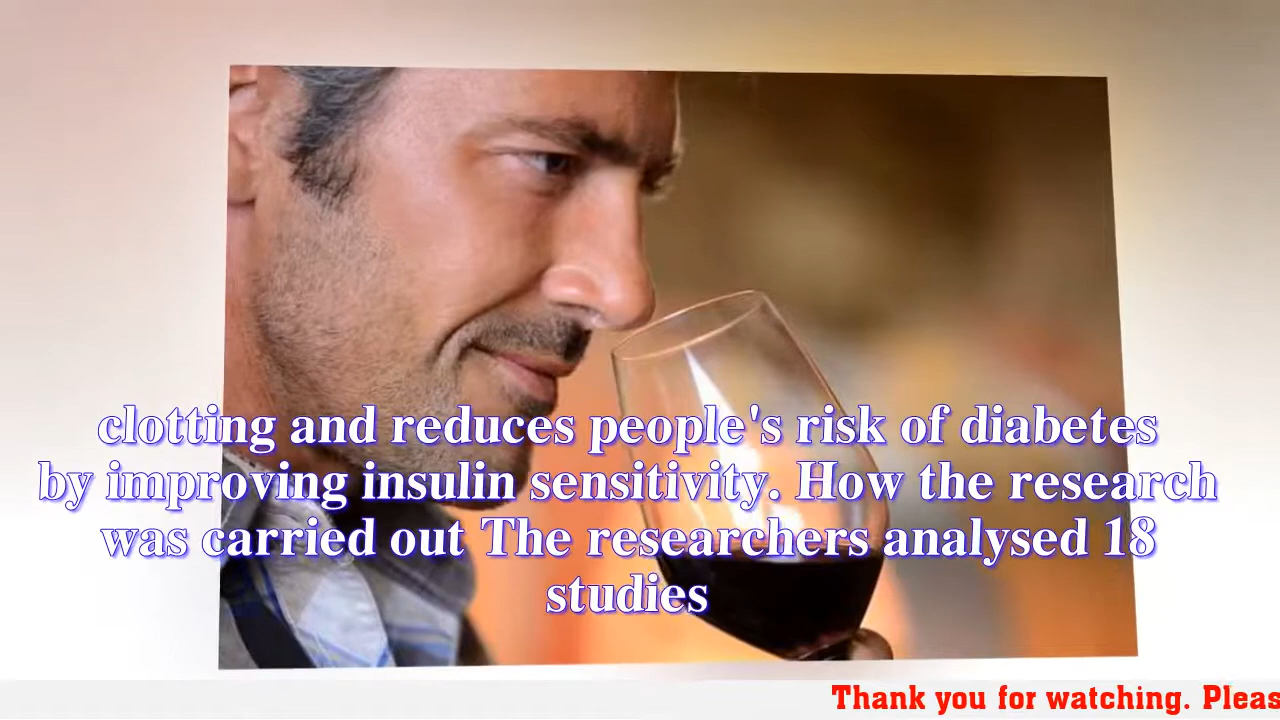 clotting and reduces people's risk of diabetes
by improving insulin sensitivity. How the research
was carried out The researchers analysed 18
studies
Thank you for watching.